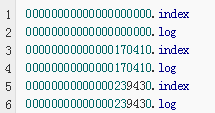 1 00000000000000000000.index
2 00000000000000000000.log
3 00000000000000170410.index
4 00000000000000170410.log
5 00000000000000239430.index
6 00000000000000239430.log